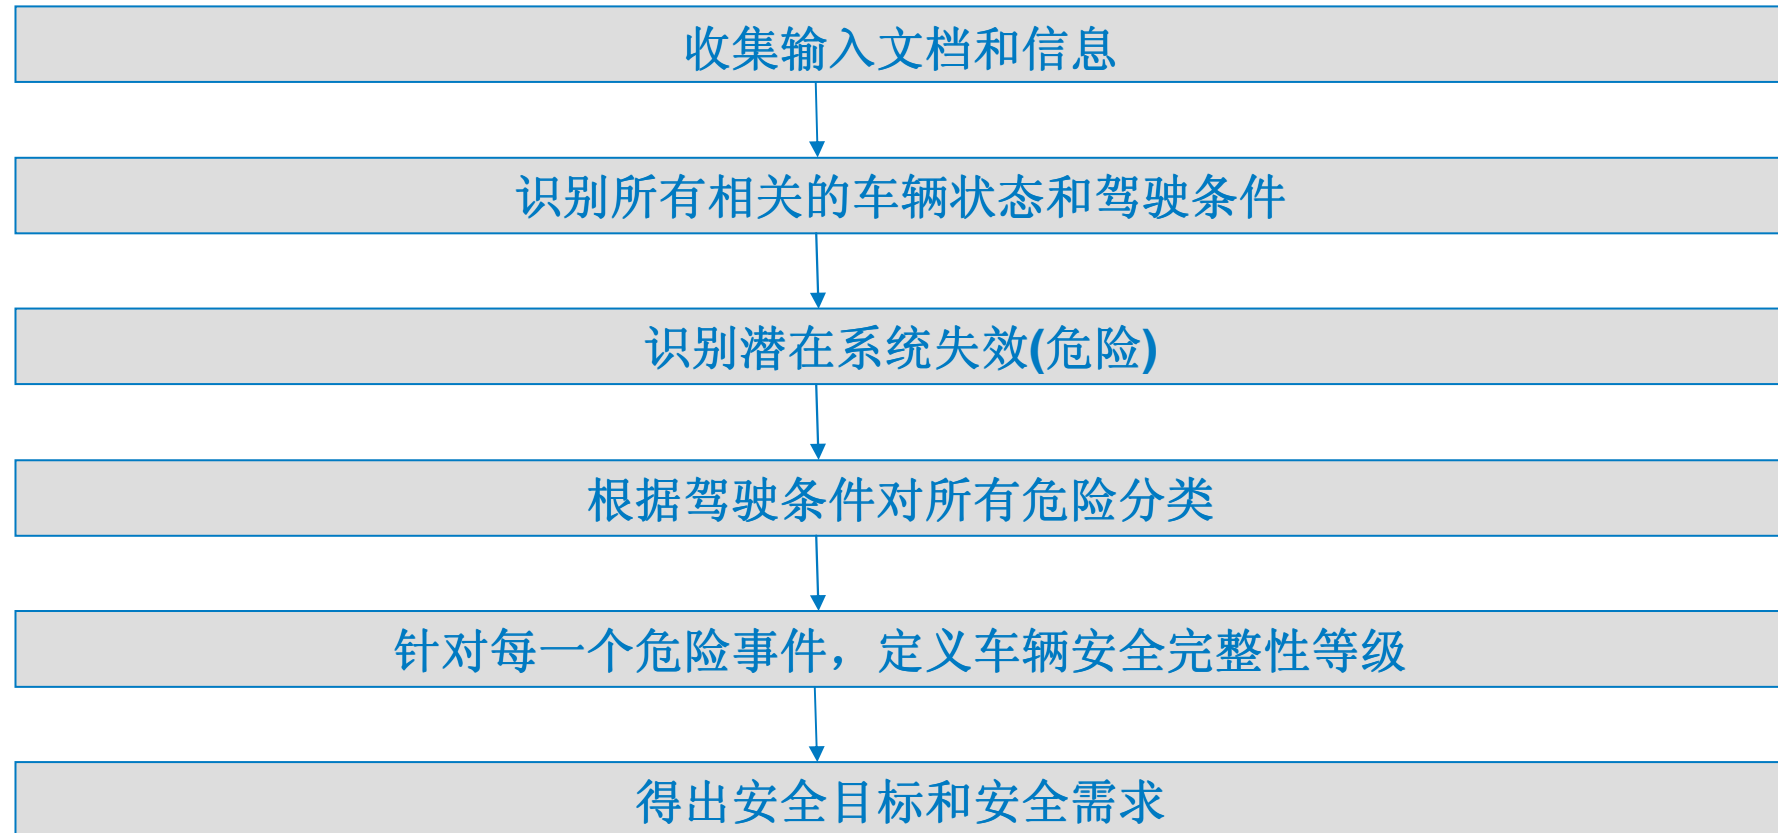 收集输入文档和信息
识别所有相关的车辆状态和驾驶条件
识别潜在系统失效(危险)
根据驾驶条件对所有危险分类
针对每一个危险事件，定义车辆安全完整性等级
得出安全目标和安全需求